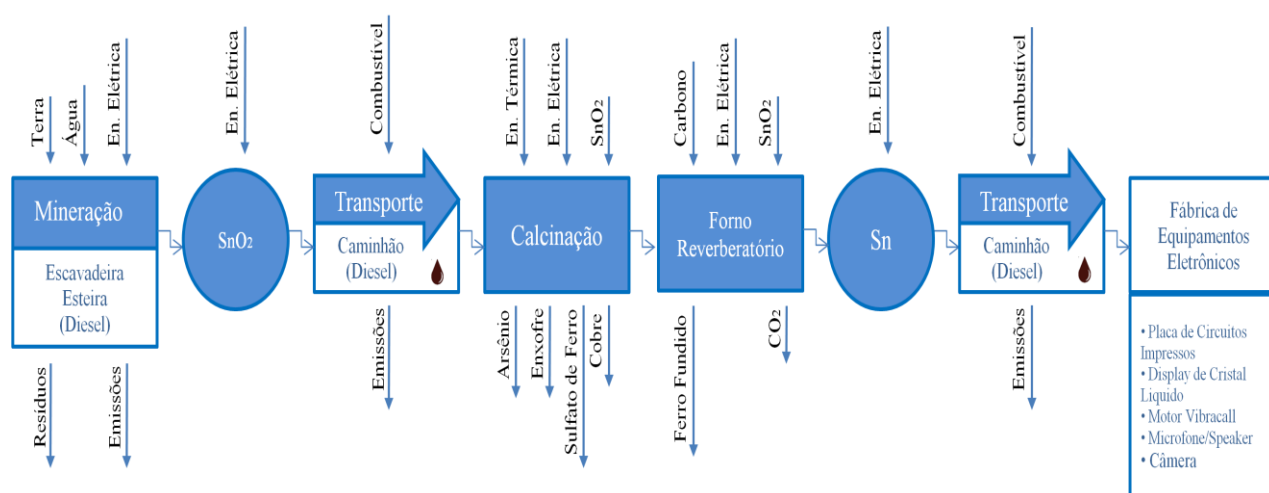 Terra
Água
En. Elétrica
En. Elétrica
Combustível
En. Térmica
En. Elétrica
SnO₂
Carbono
En. Elétrica
SnO₂
En. Elétrica
Combustível
Mineração
Escavadeira
Esteira
(Diesel)
SnO₂
Transporte
Caminhão
(Diesel)
Calcinação
Forno
Reverberatório
Sn
Transporte
Caminhão
(Diesel)
Fábrica de
Equipamentos
Eletrônicos
• Placa de Circuitos
Impressos
• Display de Cristal
Liquido
• Motor Vibracall
• Microfone/Speaker
• Câmera
Resíduos
Emissões
Emissões
Arsênio
Enxofre
Sulfato de Ferro
Cobre
Ferro Fundido
CO₂
Emissões